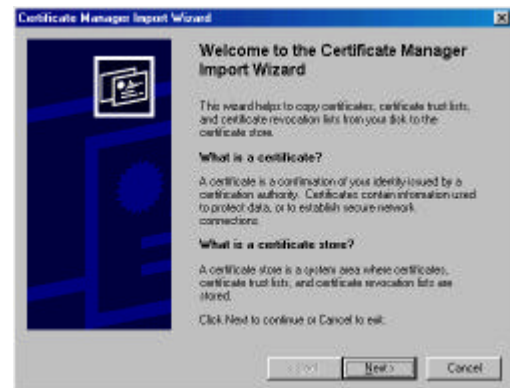 Certificate Manager Import Wizard
Welcome to the Certificate Manager
Import Wizard
This wizard helps to copy certificates, certificate trust lists,
and certificate revocation lists from your disk to the
certificate store.
What is a certificate?
A certificate is a confirmation of your identity issued by a
certification authority. Certificates contain information used
to protect data, or to establish secure network
connections.
What is a certificate store?
A certificate store is a system area where certificates,
certificate trust lists, and certificate revocation lists are
stored.
Click Next to continue or Cancel to exit.
Next >
Cancel